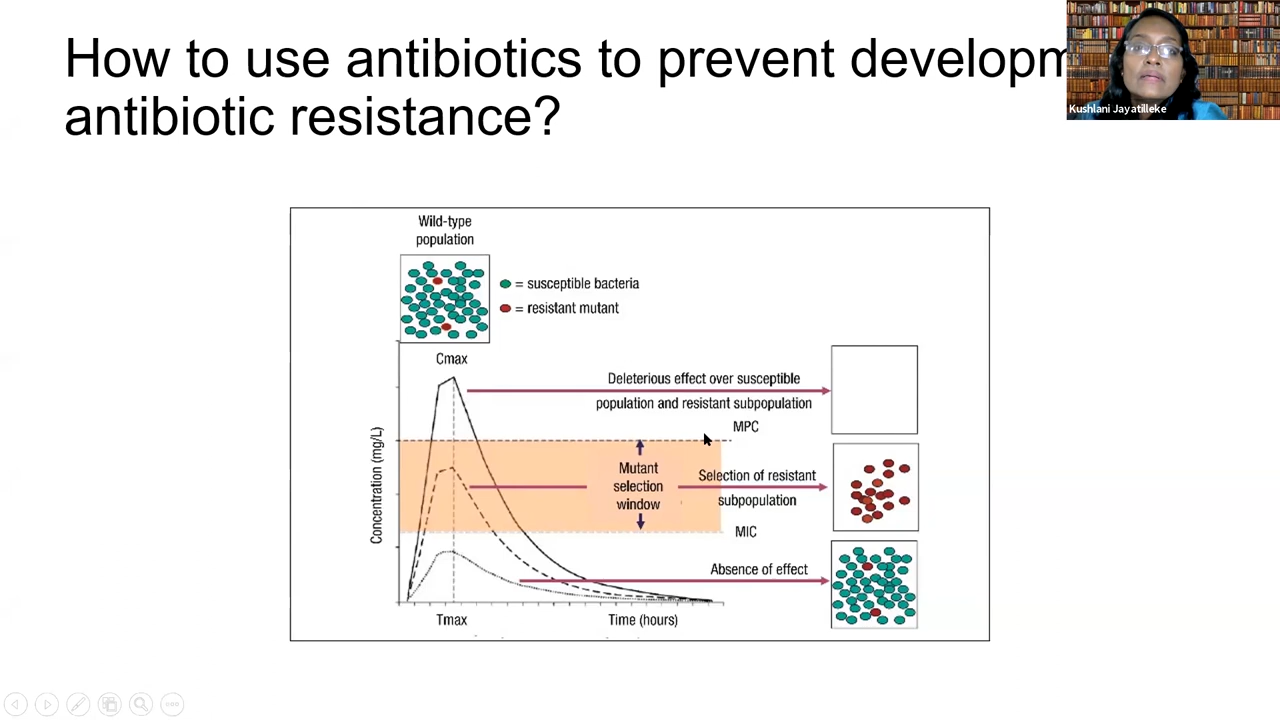 How to use antibiotics to prevent developm
antibiotic resistance?
Kushlani Jayatilleke
Wild-type
population
= susceptible bacteria
= resistant mutant
Cmax
Deleterious effect over susceptible
population and resistant subpopulation
MPC
Concentration (mg/L)
Mutant
selection
window
Selection of resistant
subpopulation
MIC
Absence of effect
Tmax
Time (hours)